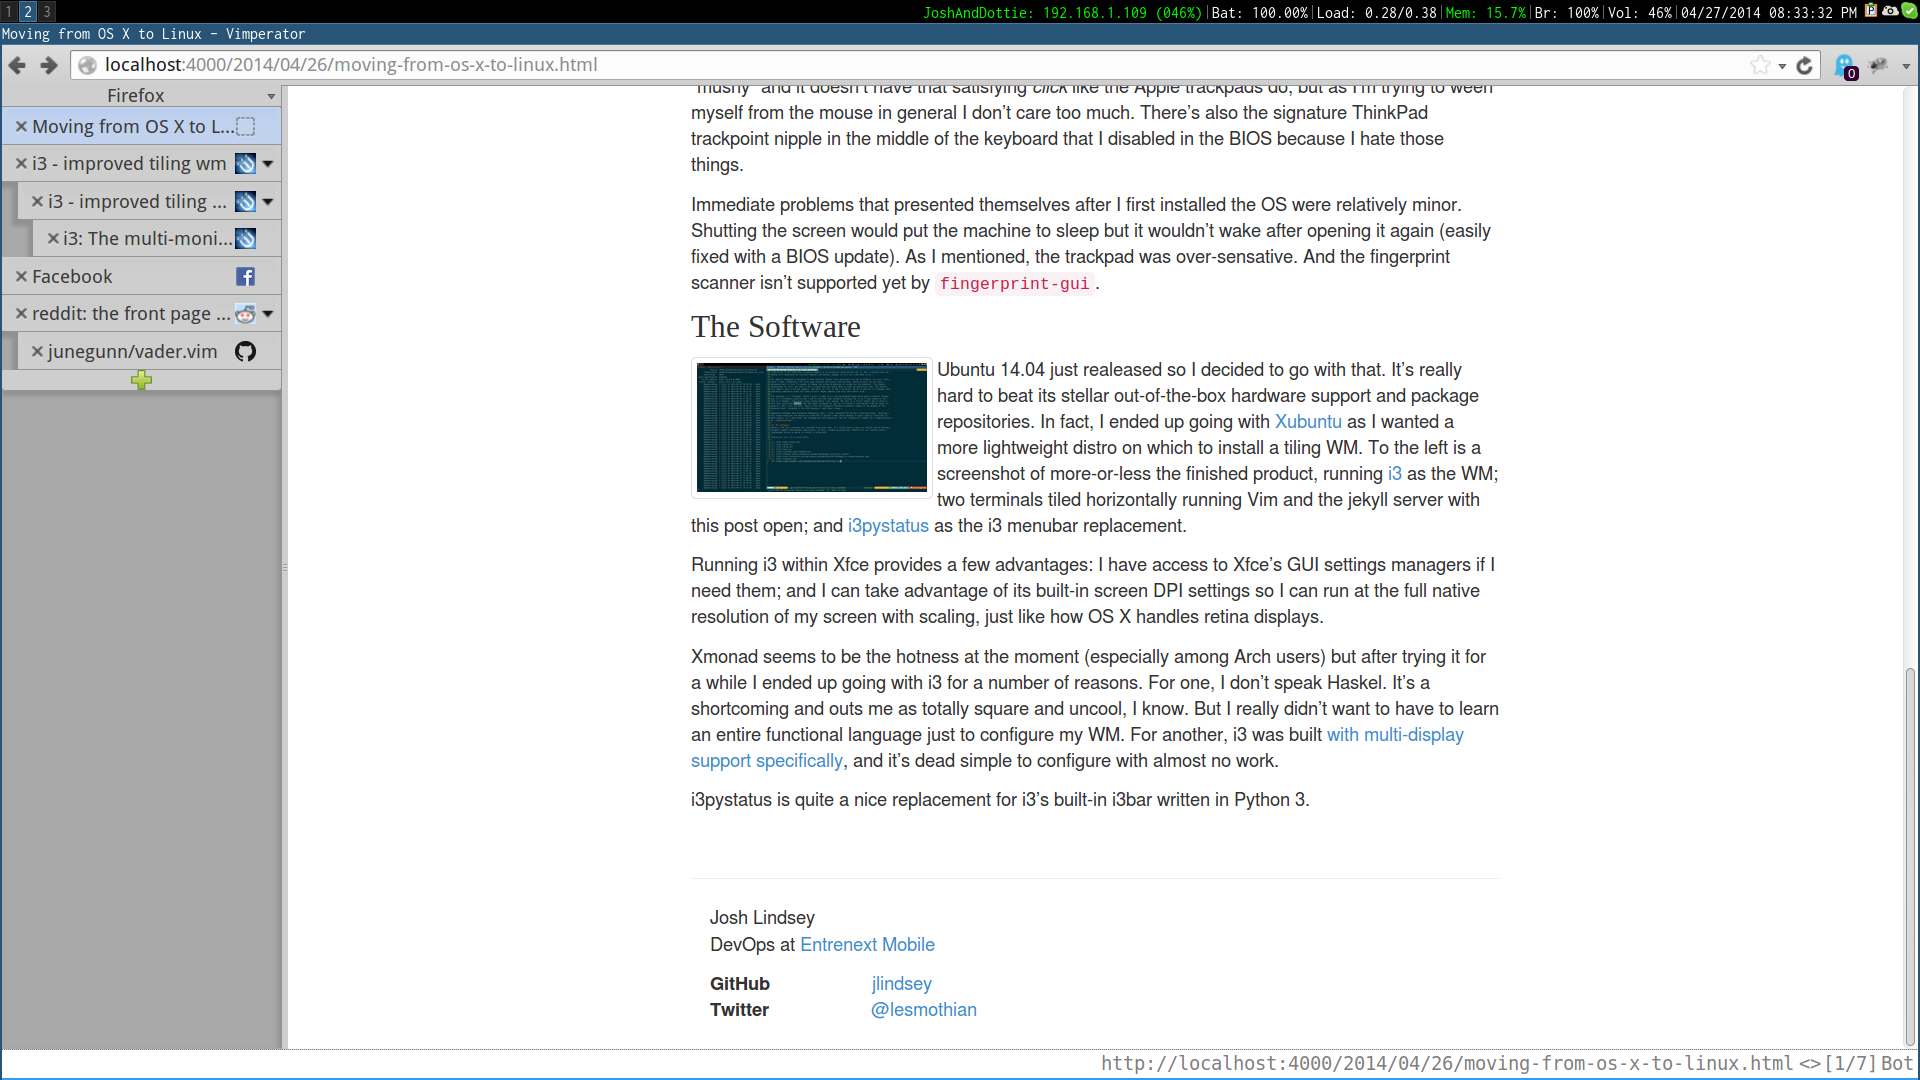 1 2 3
JoshAndDottie: 192.168.1.109 (046%)|Bat: 100.00%|Load: 0.28/0.38|Mem: 15.7%|Br: 100%|Vol: 46%|04/27/2014 08:33:32 PM
Moving from OS X to Linux - Vimperator
localhost:4000/2014/04/26/moving-from-os-x-to-linux.html
0
Firefox
Moving from OS X to L...
i3 - improved tiling wm
i3 - improved tiling ...
i3: The multi-moni...
Facebook
reddit: the front page ...
junegunn/vader.vim
"mushy" and it doesn't have that satisfying click like the Apple trackpads do, but as I'm trying to ween
myself from the mouse in general I don't care too much. There's also the signature ThinkPad
trackpoint nipple in the middle of the keyboard that I disabled in the BIOS because I hate those
things.
Immediate problems that presented themselves after I first installed the OS were relatively minor.
Shutting the screen would put the machine to sleep but it wouldn't wake after opening it again (easily
fixed with a BIOS update). As I mentioned, the trackpad was over-sensative. And the fingerprint
scanner isn't supported yet by fingerprint-gui.
The Software
Ubuntu 14.04 just realeased so I decided to go with that. It's really
hard to beat its stellar out-of-the-box hardware support and package
repositories. In fact, I ended up going with Xubuntu as I wanted a
more lightweight distro on which to install a tiling WM. To the left is a
screenshot of more-or-less the finished product, running i3 as the WM;
two terminals tiled horizontally running Vim and the jekyll server with
this post open; and i3pystatus as the i3 menubar replacement.
Running i3 within Xfce provides a few advantages: I have access to Xfce's GUI settings managers if I
need them; and I can take advantage of its built-in screen DPI settings so I can run at the full native
resolution of my screen with scaling, just like how OS X handles retina displays.
Xmonad seems to be the hotness at the moment (especially among Arch users) but after trying it for
a while I ended up going with i3 for a number of reasons. For one, I don't speak Haskel. It's a
shortcoming and outs me as totally square and uncool, I know. But I really didn't want to have to learn
an entire functional language just to configure my WM. For another, i3 was built with multi-display
support specifically, and it's dead simple to configure with almost no work.
i3pystatus is quite a nice replacement for i3's built-in i3bar written in Python 3.
Josh Lindsey
DevOps at Entrenext Mobile
GitHub jlindsey
Twitter @lesmothian
http://localhost:4000/2014/04/26/moving-from-os-x-to-linux.html <>[1/7] Bot